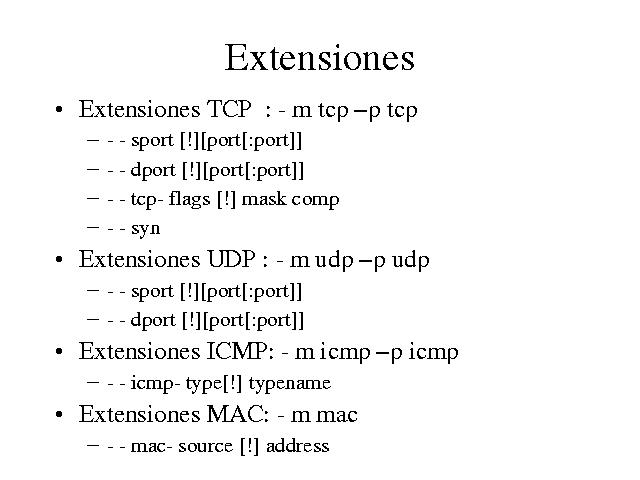 Extensiones
• Extensiones TCP : - m tcp –p tcp
– - - sport [!][port[:port]]
– - - dport [!][port[:port]]
– - - tcp- flags [!] mask comp
– - - syn
• Extensiones UDP : - m udp –p udp
– - - sport [!][port[:port]]
– - - dport [!][port[:port]]
• Extensiones ICMP: - m icmp –p icmp
– - - icmp- type[!] typename
• Extensiones MAC: - m mac
– - - mac- source [!] address